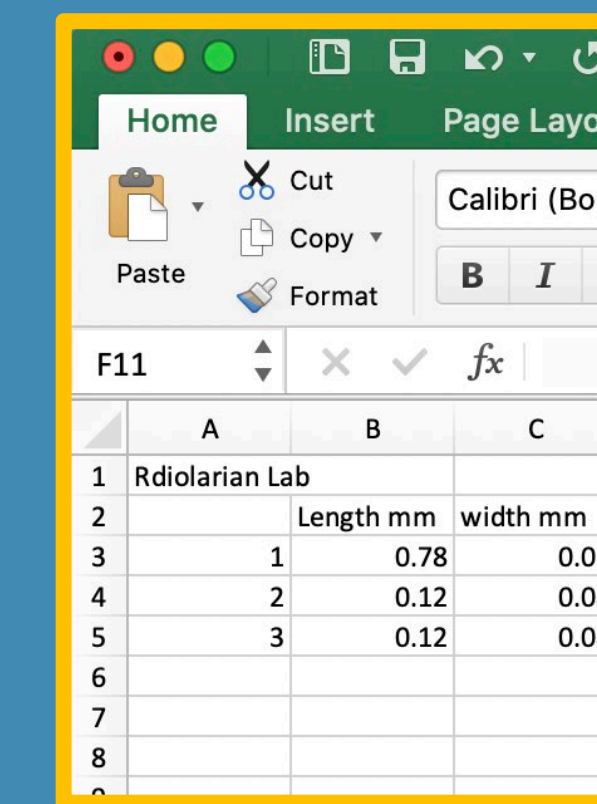 Home Insert Page Layo
Cut
Calibri (Bo
Copy
Paste
B I
Format
F11 fx
A B C
1 Rdiolarian Lab
2 Length mm width mm
3 1 0.78 0.0
4 2 0.12 0.0
5 3 0.12 0.0
6
7
8